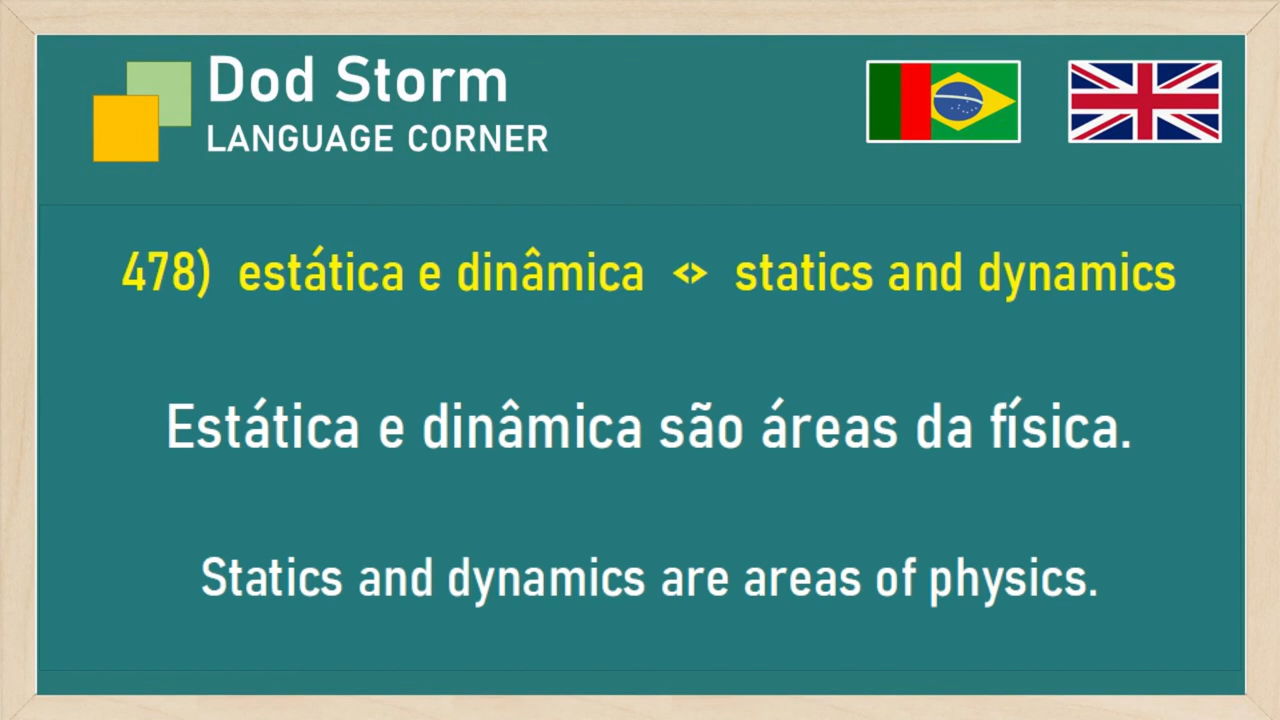 Dod Storm
LANGUAGE CORNER
478) estática e dinâmica <> statics and dynamics
Estática e dinâmica são áreas da física.
Statics and dynamics are areas of physics.